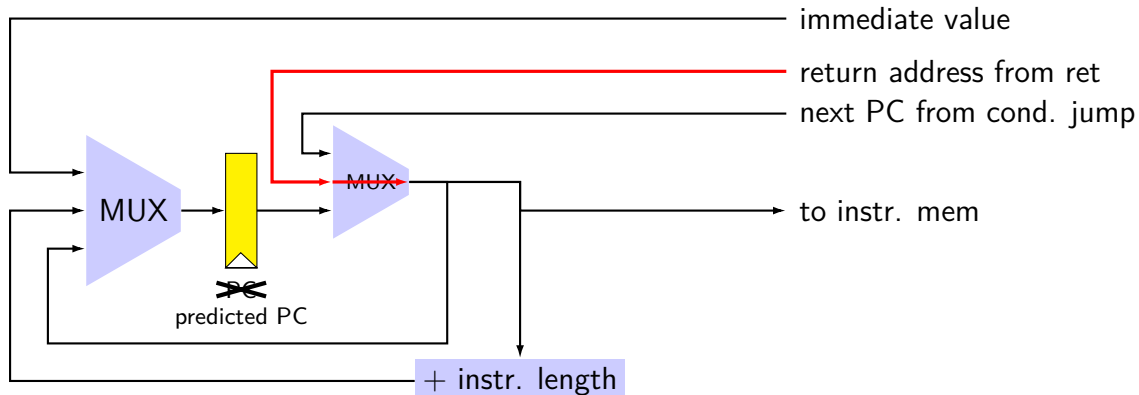 immediate value
return address from ret
next PC from cond. jump
MUX
MUX
to instr. mem
PC
predicted PC
+ instr. length